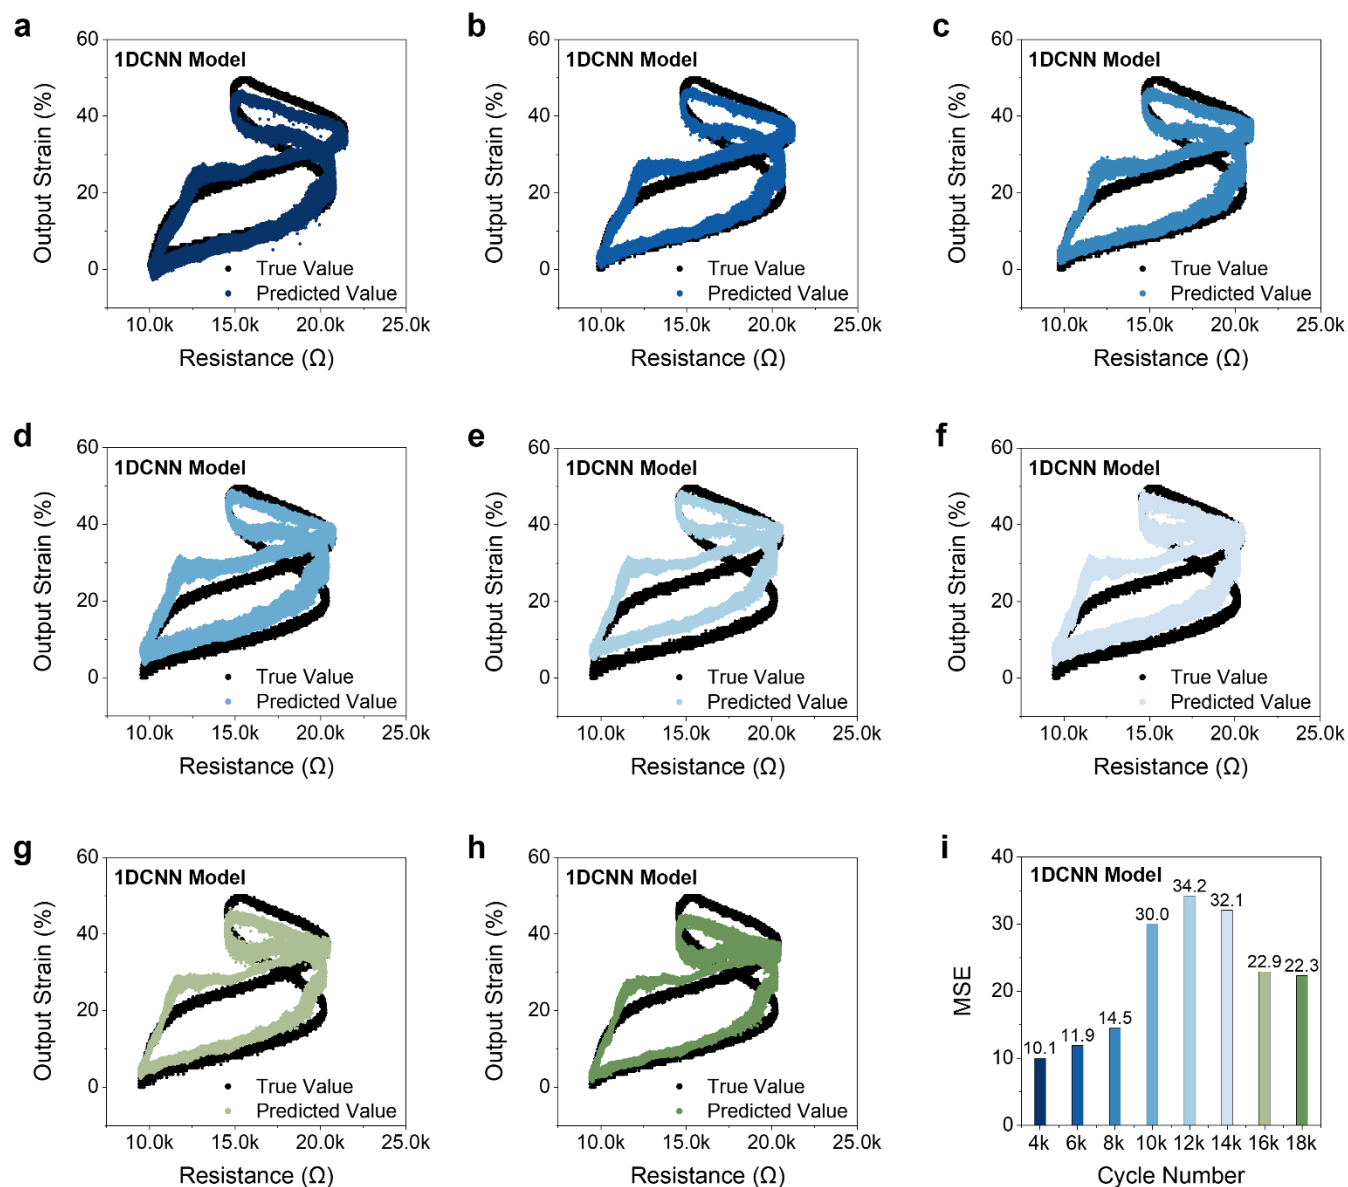 a
1DCNN Model
Output Strain (%)
60
40
20
0
True Value
Predicted Value
10.0k 15.0k 20.0k 25.0k
Resistance (Ω)
b
1DCNN Model
Output Strain (%)
60
40
20
0
True Value
Predicted Value
10.0k 15.0k 20.0k 25.0k
Resistance (Ω)
c
1DCNN Model
Output Strain (%)
60
40
20
0
True Value
Predicted Value
10.0k 15.0k 20.0k 25.0k
Resistance (Ω)
d
1DCNN Model
Output Strain (%)
60
40
20
0
True Value
Predicted Value
10.0k 15.0k 20.0k 25.0k
Resistance (Ω)
e
1DCNN Model
Output Strain (%)
60
40
20
0
True Value
Predicted Value
10.0k 15.0k 20.0k 25.0k
Resistance (Ω)
f
1DCNN Model
Output Strain (%)
60
40
20
0
True Value
Predicted Value
10.0k 15.0k 20.0k 25.0k
Resistance (Ω)
g
1DCNN Model
Output Strain (%)
60
40
20
0
True Value
Predicted Value
10.0k 15.0k 20.0k 25.0k
Resistance (Ω)
h
1DCNN Model
Output Strain (%)
60
40
20
0
True Value
Predicted Value
10.0k 15.0k 20.0k 25.0k
Resistance (Ω)
i
1DCNN Model
MSE
40
30
20
10
0
10.1 11.9 14.5 30.0 34.2 32.1 22.9 22.3
4k 6k 8k 10k 12k 14k 16k 18k
Cycle Number